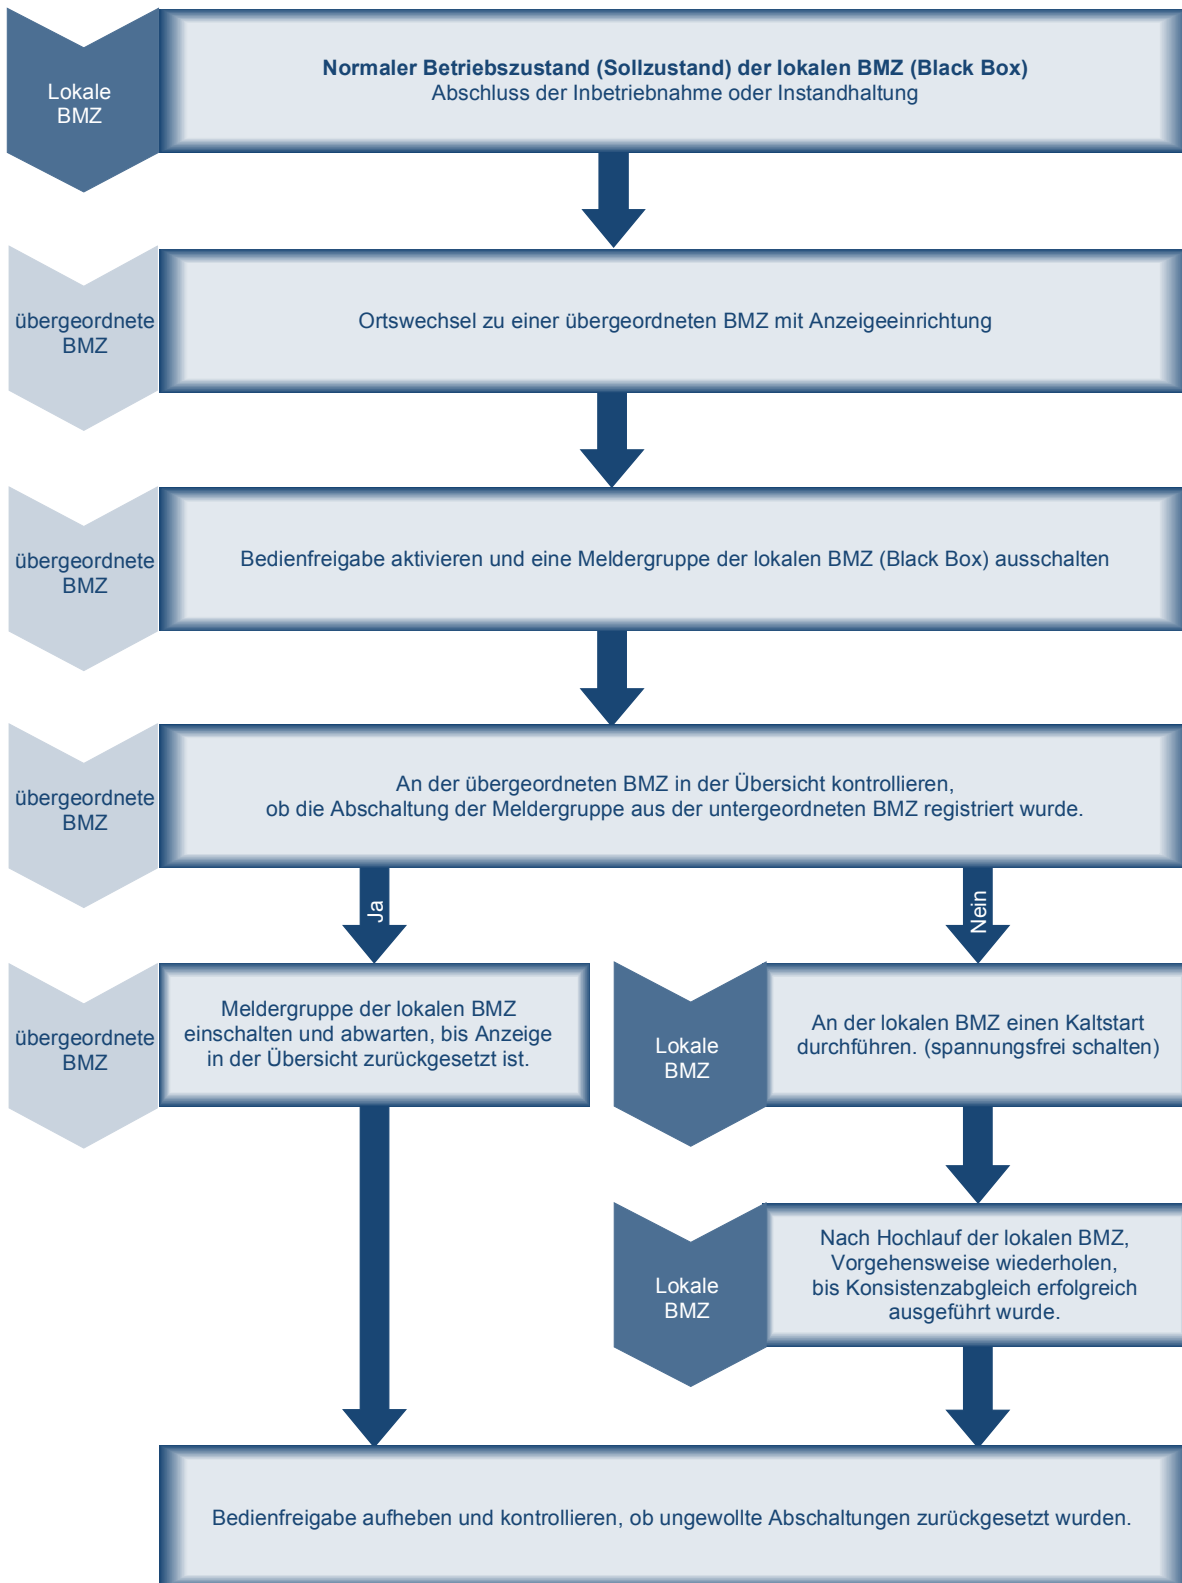 Lokale
BMZ
Normaler Betriebszustand (Sollzustand) der lokalen BMZ (Black Box)
Abschluss der Inbetriebnahme oder Instandhaltung
übergeordnete
BMZ
Ortswechsel zu einer übergeordneten BMZ mit Anzeigeeinrichtung
übergeordnete
BMZ
Bedienfreigabe aktivieren und eine Meldergruppe der lokalen BMZ (Black Box) ausschalten
übergeordnete
BMZ
An der übergeordneten BMZ in der Übersicht kontrollieren,
ob die Abschaltung der Meldergruppe aus der untergeordneten BMZ registriert wurde.
Ja
Nein
übergeordnete
BMZ
Meldergruppe der lokalen BMZ
einschalten und abwarten, bis Anzeige
in der Übersicht zurückgesetzt ist.
Lokale
BMZ
An der lokalen BMZ einen Kaltstart
durchführen. (spannungsfrei schalten)
Lokale
BMZ
Nach Hochlauf der lokalen BMZ,
Vorgehensweise wiederholen,
bis Konsistenzabgleich erfolgreich
ausgeführt wurde.
Bedienfreigabe aufheben und kontrollieren, ob ungewollte Abschaltungen zurückgesetzt wurden.